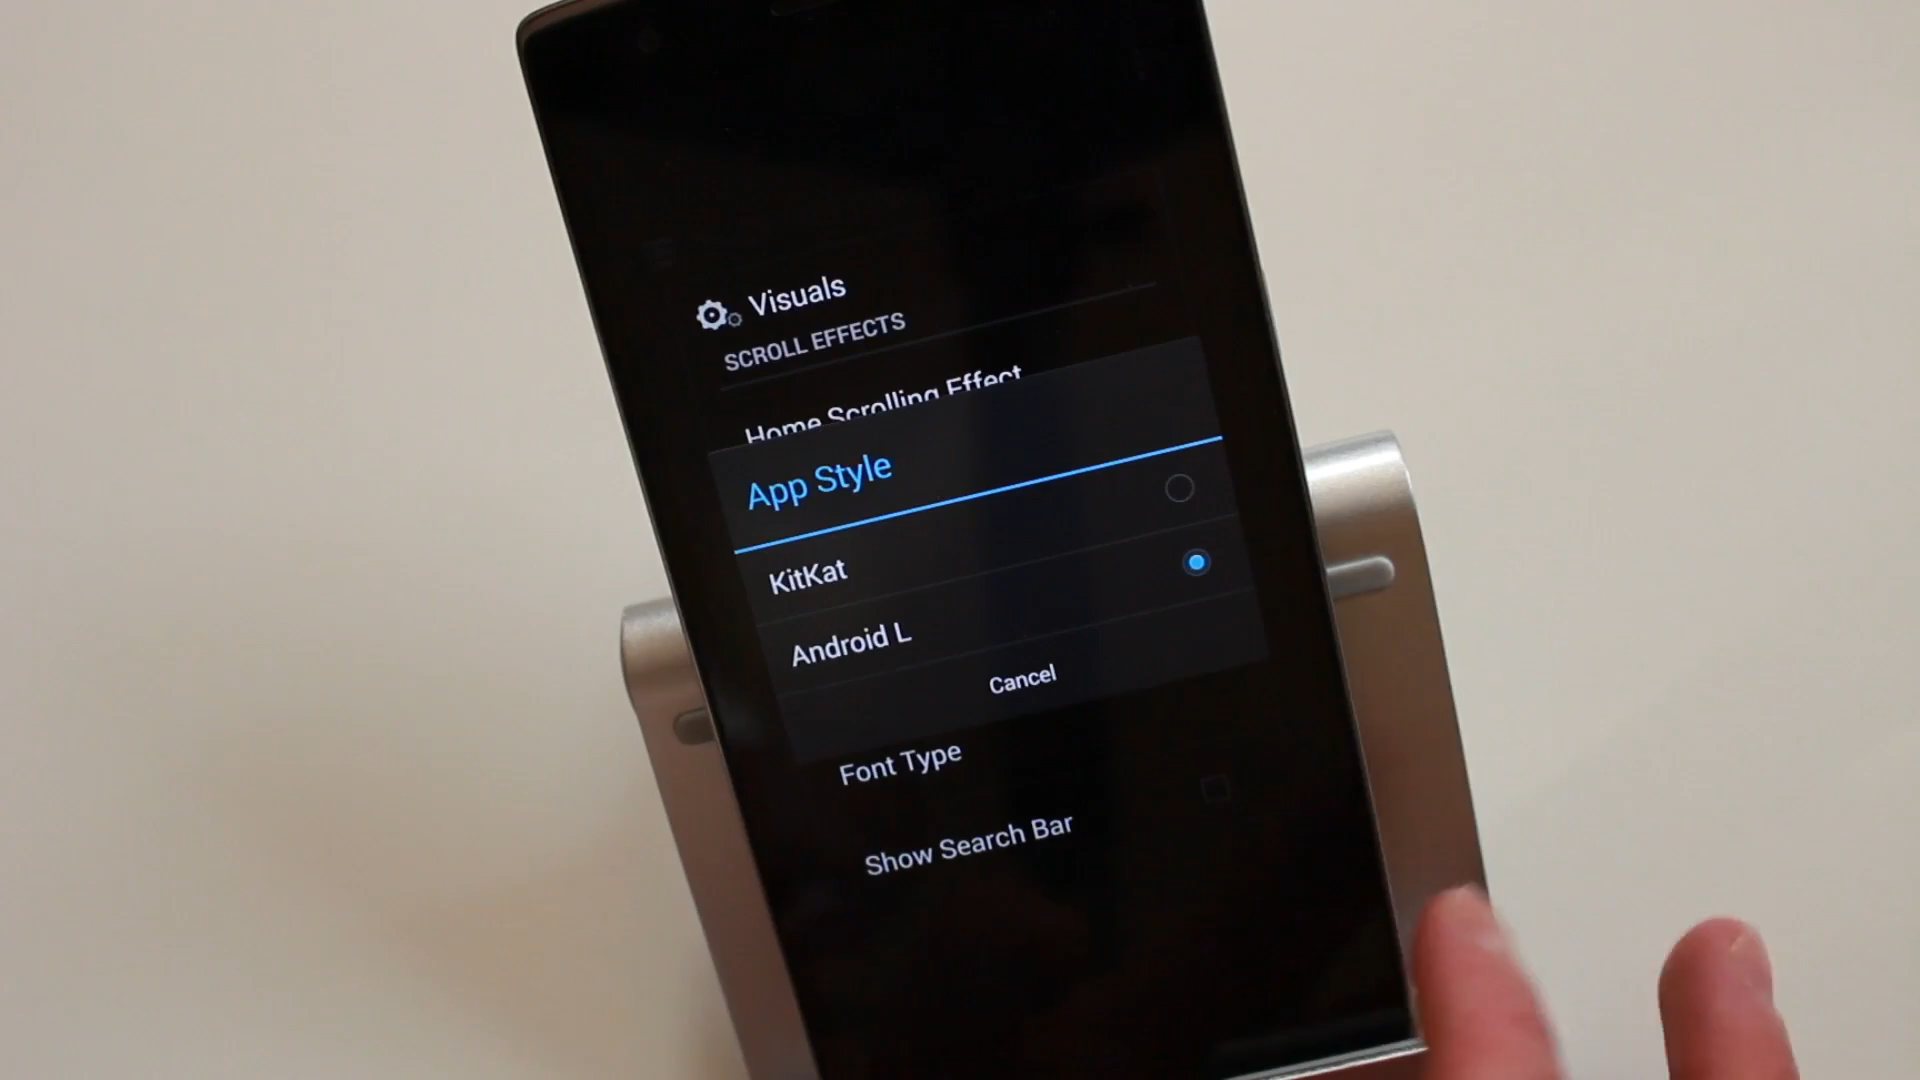 Visuals
SCROLL EFFECTS
Home Scrolling Effect
App Style
KitKat
Android L
Cancel
Font Type
Show Search Bar